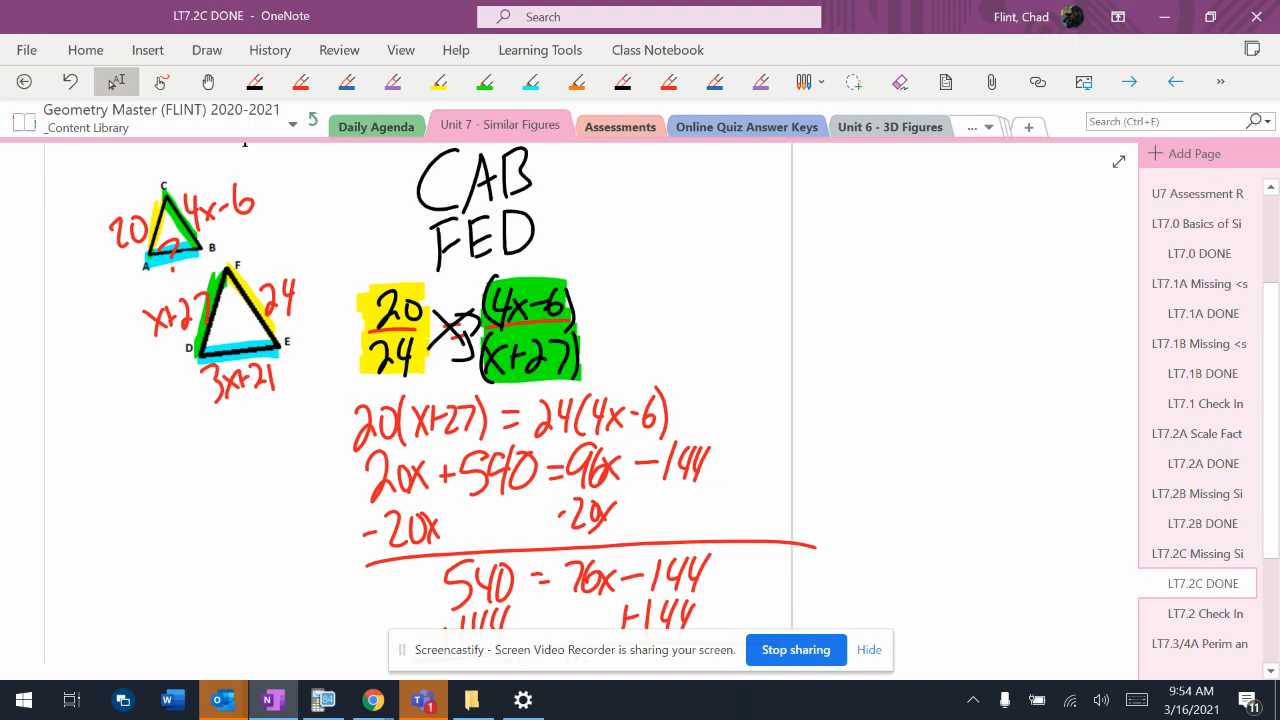 LT7.2C DONE - OneNote
Search
Flint, Chad
File Home Insert Draw History Review View Help Learning Tools Class Notebook
Geometry Master (FLINT) 2020-2021
_Content Library
Daily Agenda
Unit 7 - Similar Figures
Assessments
Online Quiz Answer Keys
Unit 6 - 3D Figures
...
+
Search (Ctrl+E)
+ Add Page
U7 Assessment R
LT7.0 Basics of Si
LT7.0 DONE
LT7.1A Missing <s
LT7.1A DONE
LT7.1B Missing <s
LT7.1B DONE
LT7.1 Check In
LT7.2A Scale Fact
LT7.2A DONE
LT7.2B Missing Si
LT7.2B DONE
LT7.2C Missing Si
LT7.2C DONE
LT7.2 Check In
LT7.3/4A Perim an
C
20
4x-6
B
?
A
F
x+27
24
D
E
3x+21
CAB
FED
20 = (4x-6)
24 (x+27)
20(x+27) = 24(4x-6)
20x+540=96x-144
-20x -20x
540 = 76x-144
+144 +144
Screencastify - Screen Video Recorder is sharing your screen.
Stop sharing
Hide
9:54 AM
3/16/2021
11